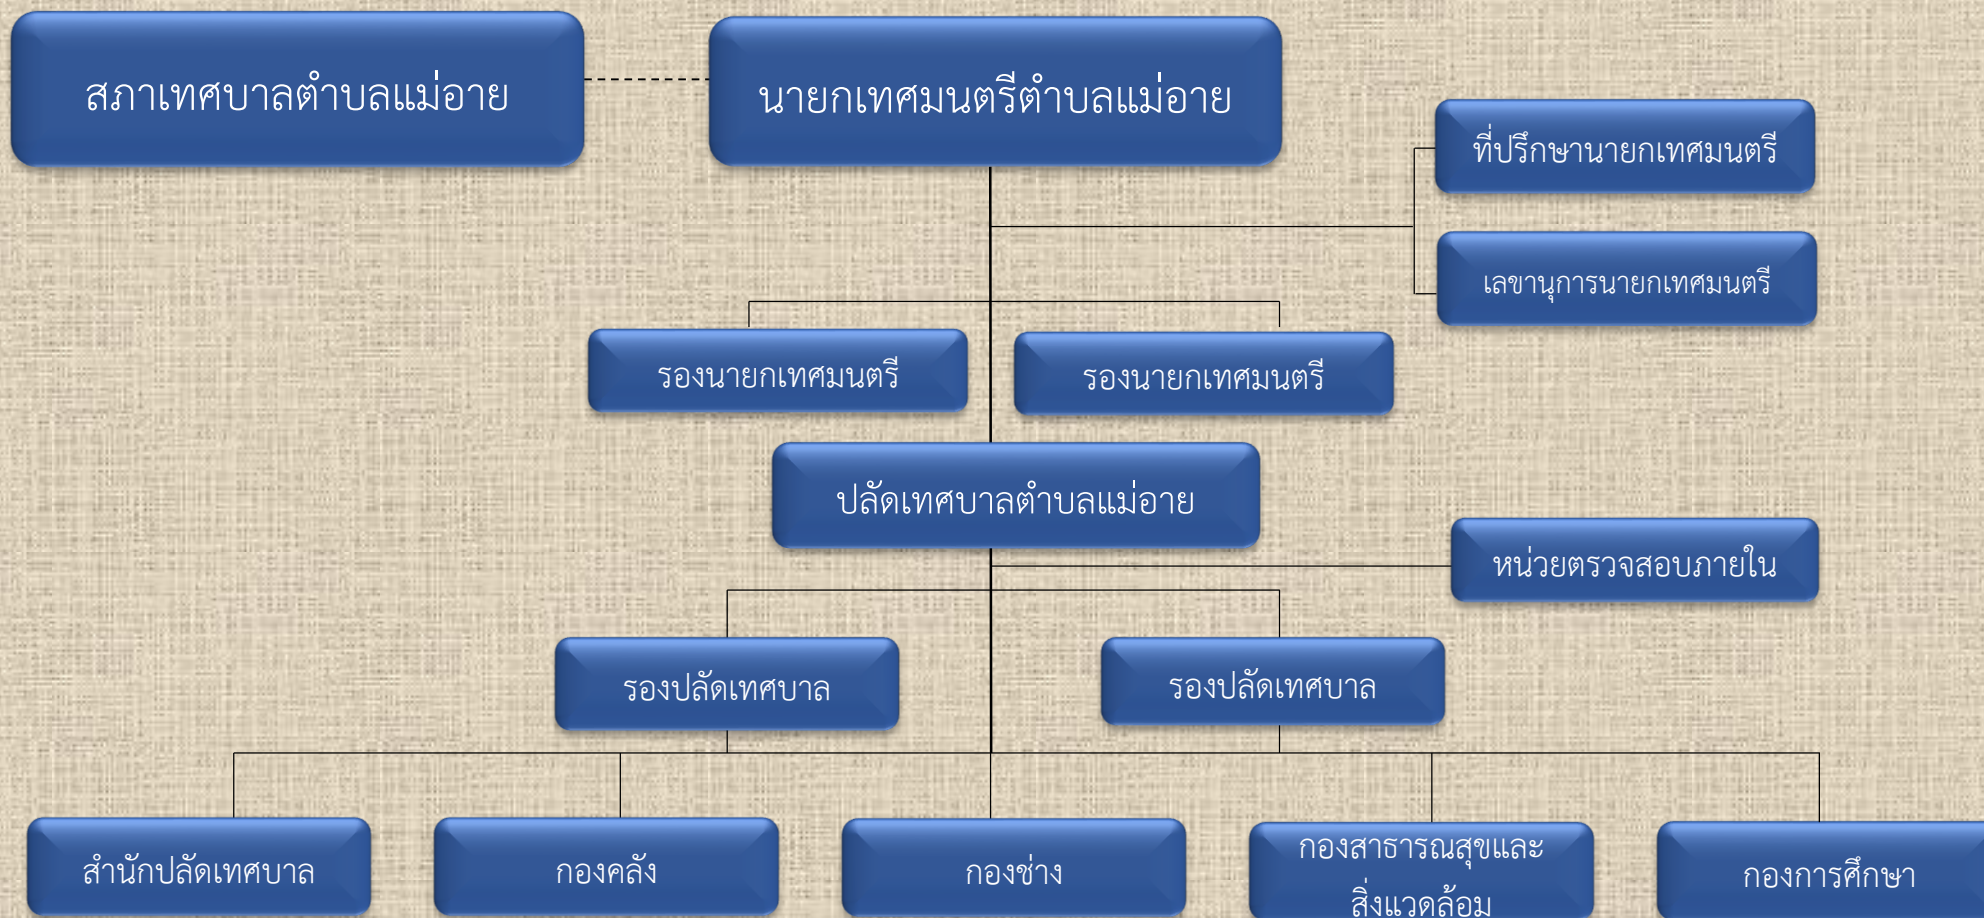 สภาเทศบาลตำบลแม่อาย
นายกเทศมนตรีตำบลแม่อาย
ที่ปรึกษานายกเทศมนตรี
เลขานุการนายกเทศมนตรี
รองนายกเทศมนตรี
รองนายกเทศมนตรี
ปลัดเทศบาลตำบลแม่อาย
หน่วยตรวจสอบภายใน
รองปลัดเทศบาล
รองปลัดเทศบาล
สำนักปลัดเทศบาล
กองคลัง
กองช่าง
กองสาธารณสุขและ
สิ่งแวดล้อม
กองการศึกษา